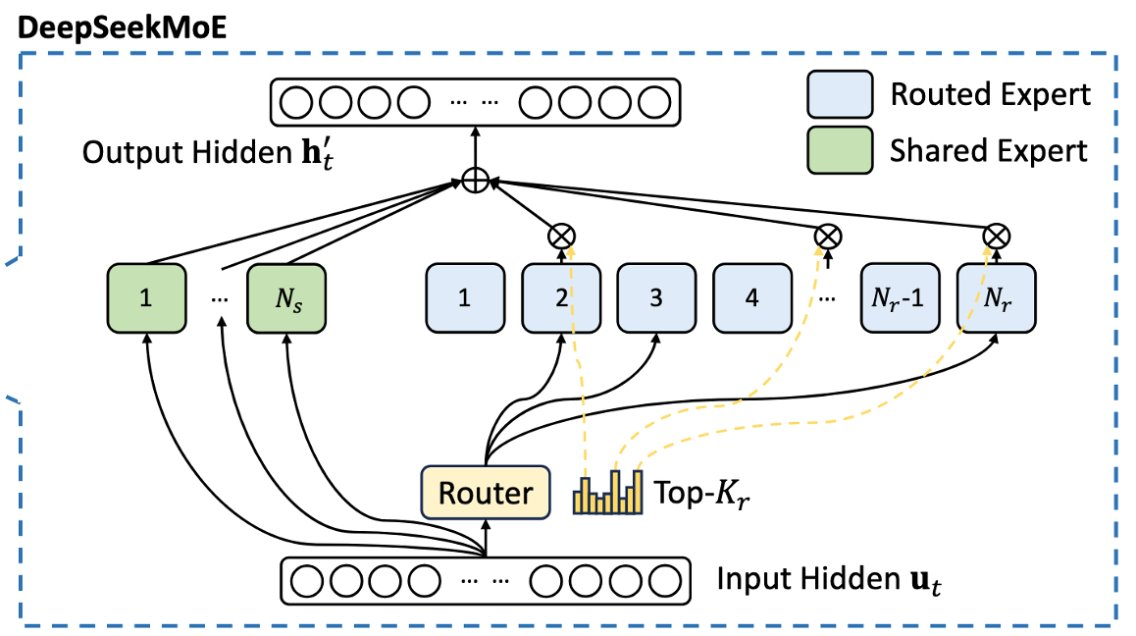 DeepSeekMoE
... ...
Routed Expert
Output Hidden h′ₜ
Shared Expert
1 ... Nₛ 1 2 3 4 ... Nᵣ-1 Nᵣ
Router Top-Kᵣ
... ...
Input Hidden uₜ